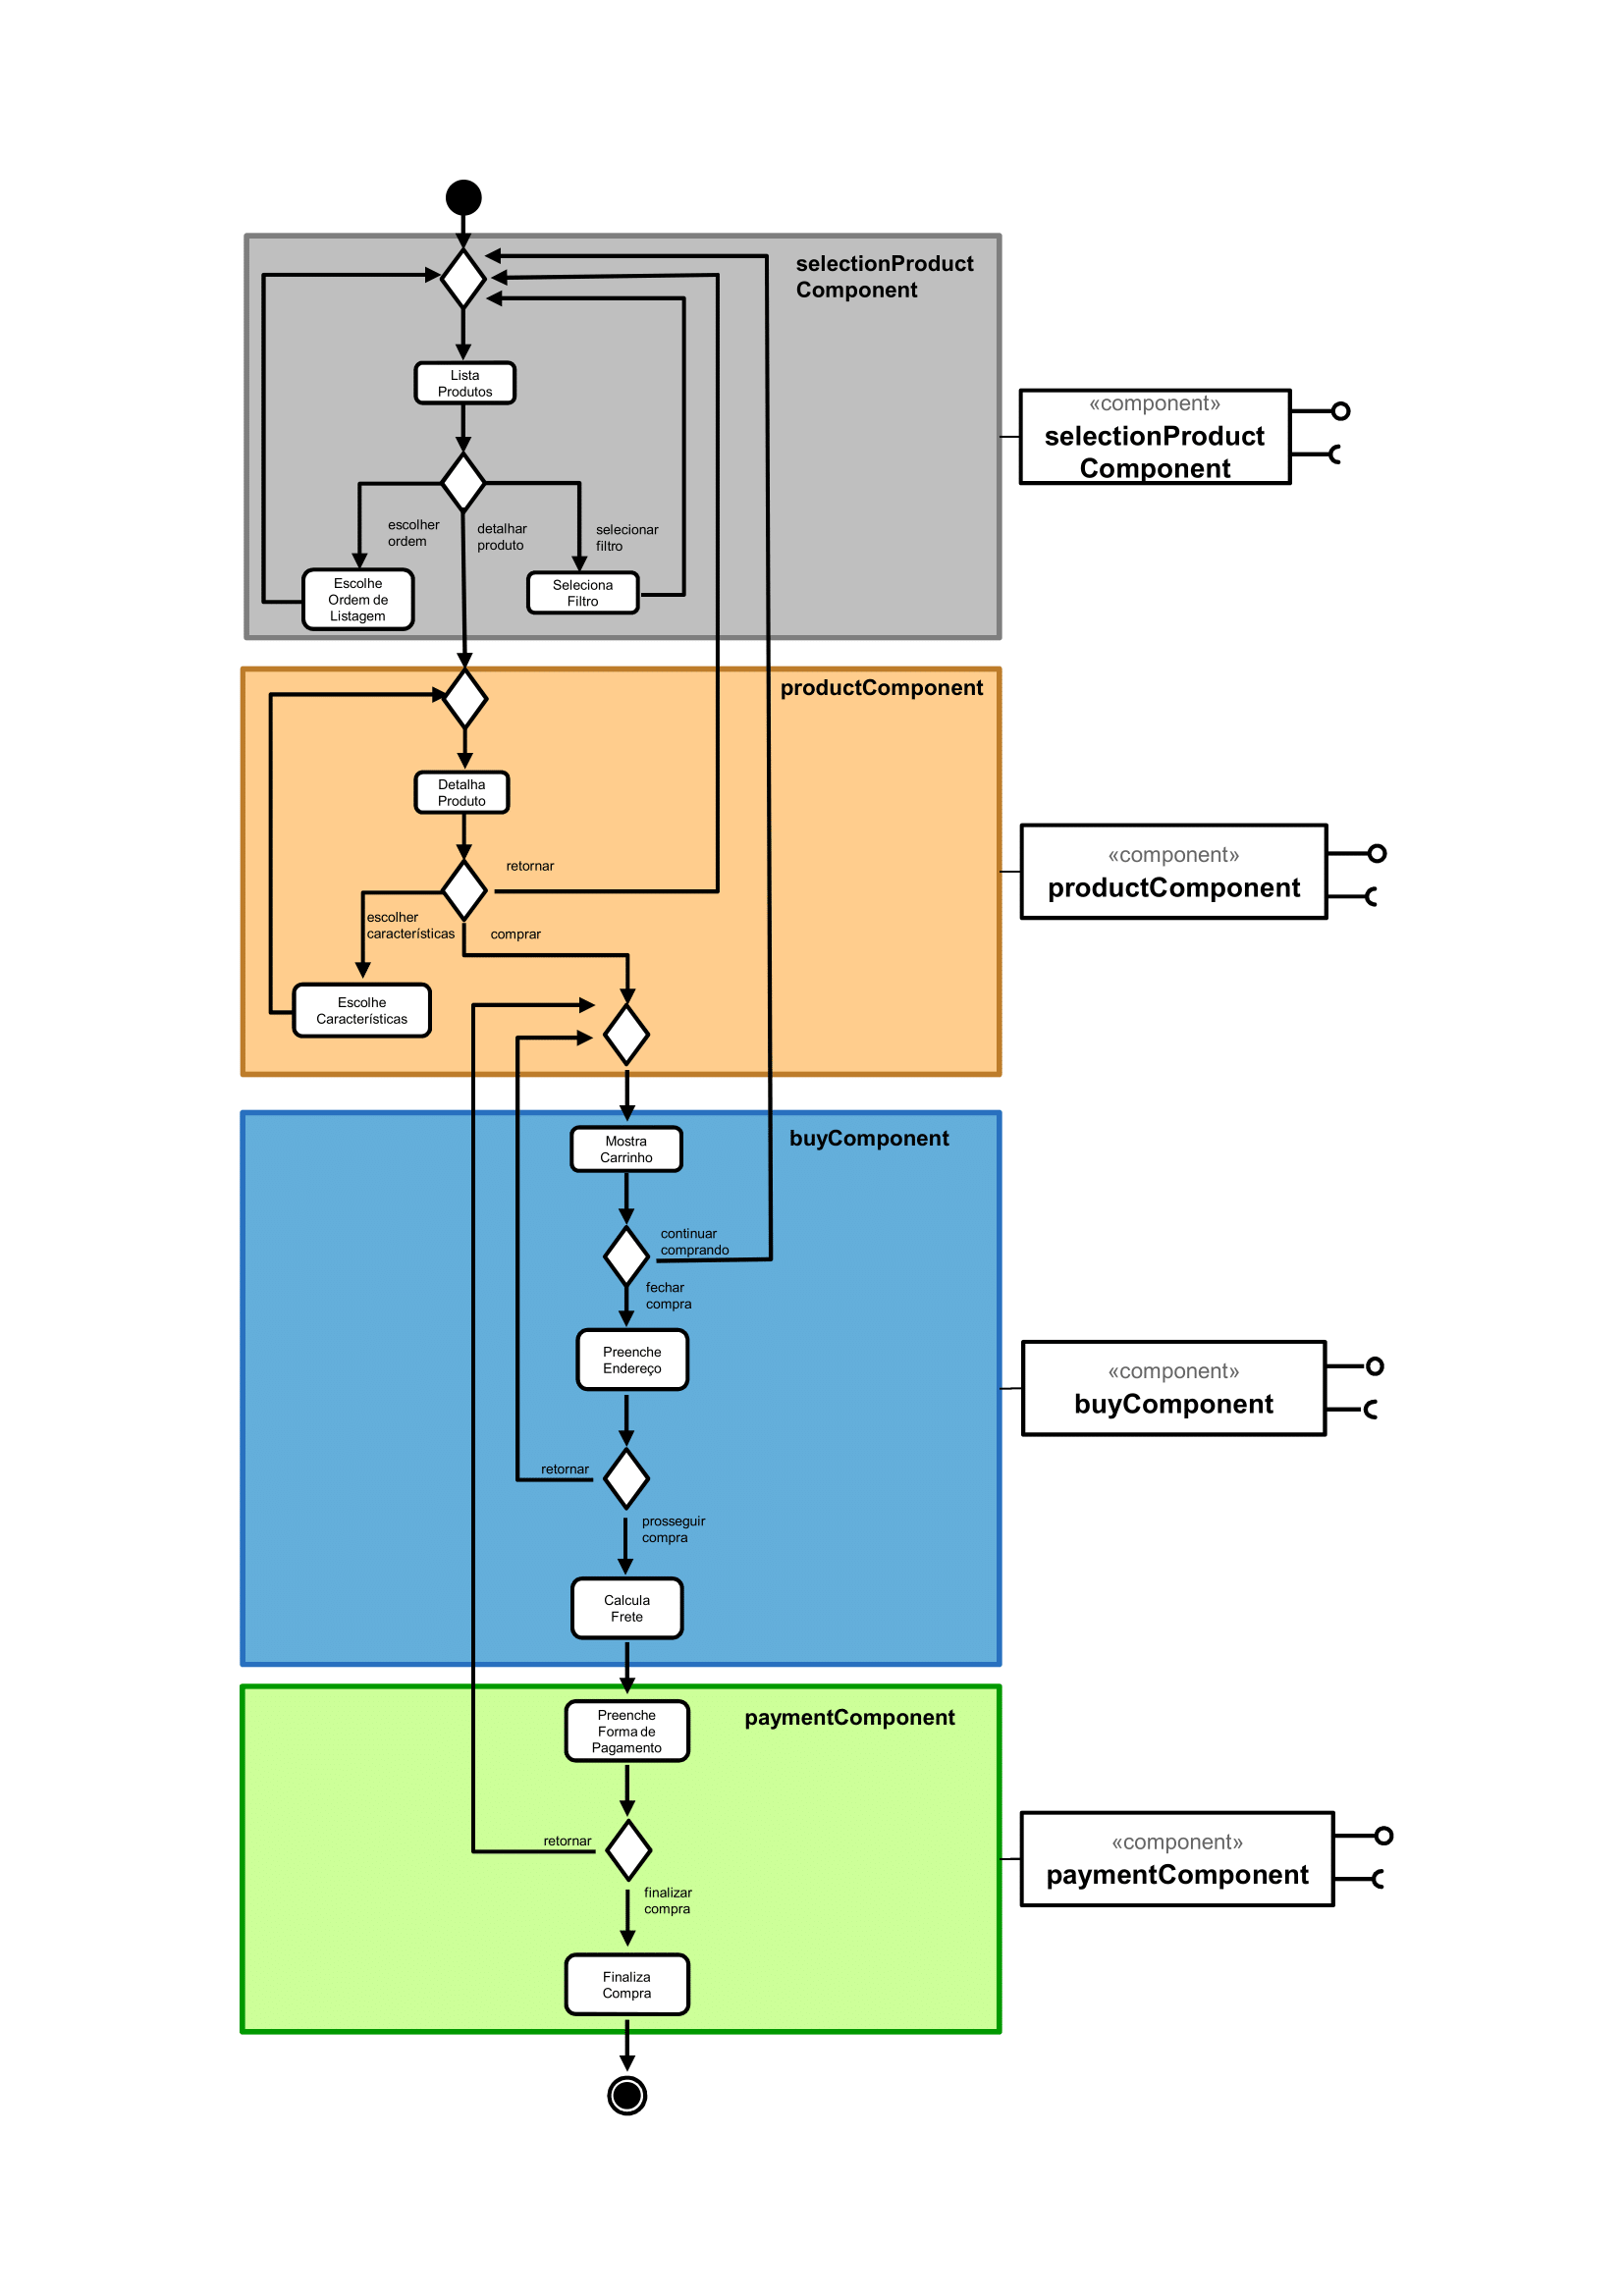 selectionProduct
Component
Lista
Produtos
«component»
selectionProduct
Component
escolher
ordem
detalhar
produto
selecionar
filtro
Escolhe
Ordem de
Listagem
Seleciona
Filtro
productComponent
Detalha
Produto
retornar
«component»
productComponent
escolher
características
comprar
Escolhe
Características
buyComponent
Mostra
Carrinho
continuar
comprando
fechar
compra
Preenche
Endereço
«component»
buyComponent
retornar
prosseguir
compra
Calcula
Frete
paymentComponent
Preenche
Forma de
Pagamento
retornar
«component»
paymentComponent
finalizar
compra
Finaliza
Compra